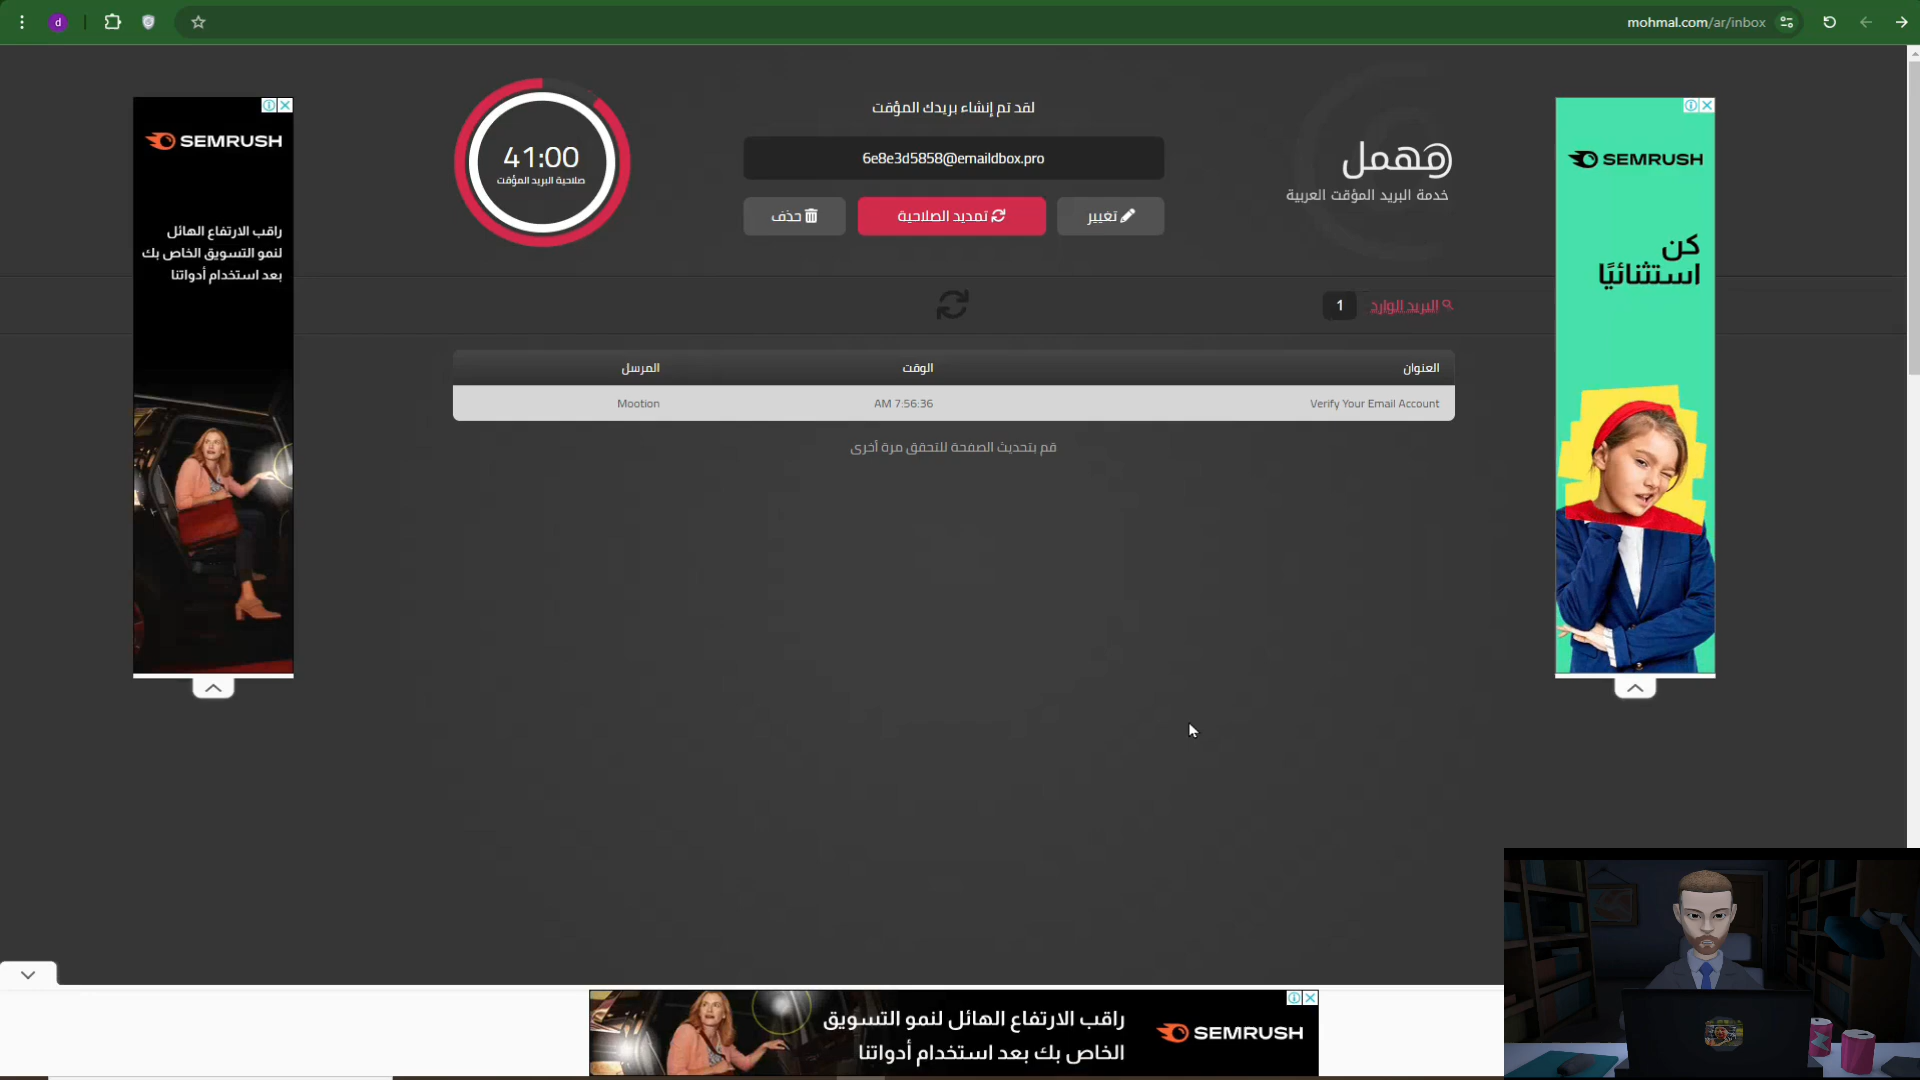 d
mohmal.com/ar/inbox
SEMRUSH
راقب الارتفاع الهائل
لنمو التسويق الخاص بك
بعد استخدام أدواتنا
41:00
صلاحية البريد المؤقت
لقد تم إنشاء بريدك المؤقت
6e8e3d5858@emaildbox.pro
تغيير
تمديد الصلاحية
حذف
مهمل
خدمة البريد المؤقت العربية
SEMRUSH
كن
استثنائيًا
البريد الوارد 1
العنوان الوقت المرسل
Verify Your Email Account 7:56:36 AM Mootion
قم بتحديث الصفحة للتحقق مرة أخرى
راقب الارتفاع الهائل لنمو التسويق
الخاص بك بعد استخدام أدواتنا
SEMRUSH